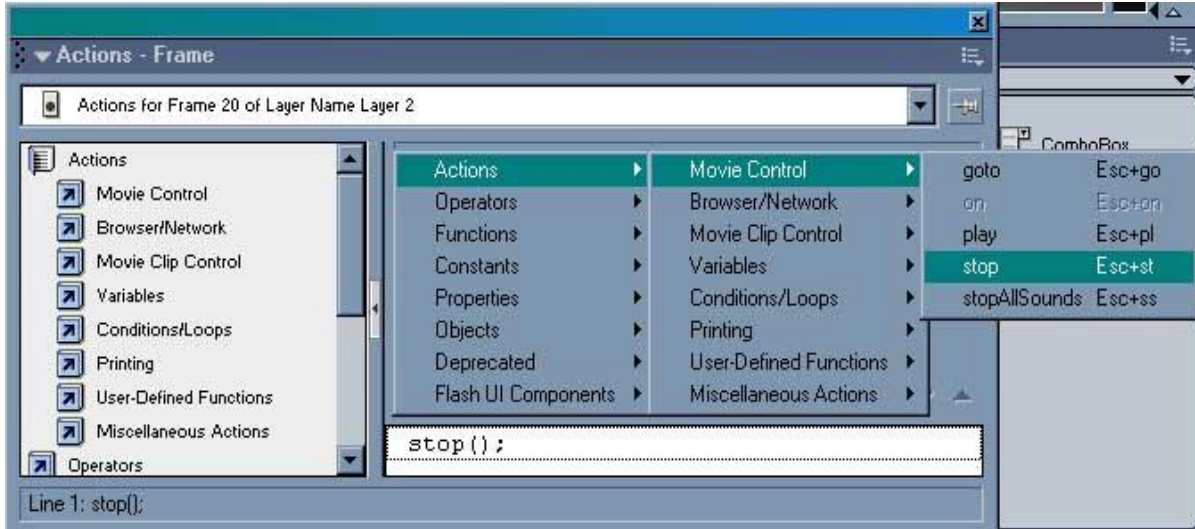 Actions - Frame
Actions for Frame 20 of Layer Name Layer 2
Actions
Movie Control
Browser/Network
Movie Clip Control
Variables
Conditions/Loops
Printing
User-Defined Functions
Miscellaneous Actions
Operators
Actions
Operators
Functions
Constants
Properties
Objects
Deprecated
Flash UI Components
Movie Control
Browser/Network
Movie Clip Control
Variables
Conditions/Loops
Printing
User-Defined Functions
Miscellaneous Actions
goto Esc+go
on Esc+on
play Esc+pl
stop Esc+st
stopAllSounds Esc+ss
ComboBox
stop();
Line 1: stop();